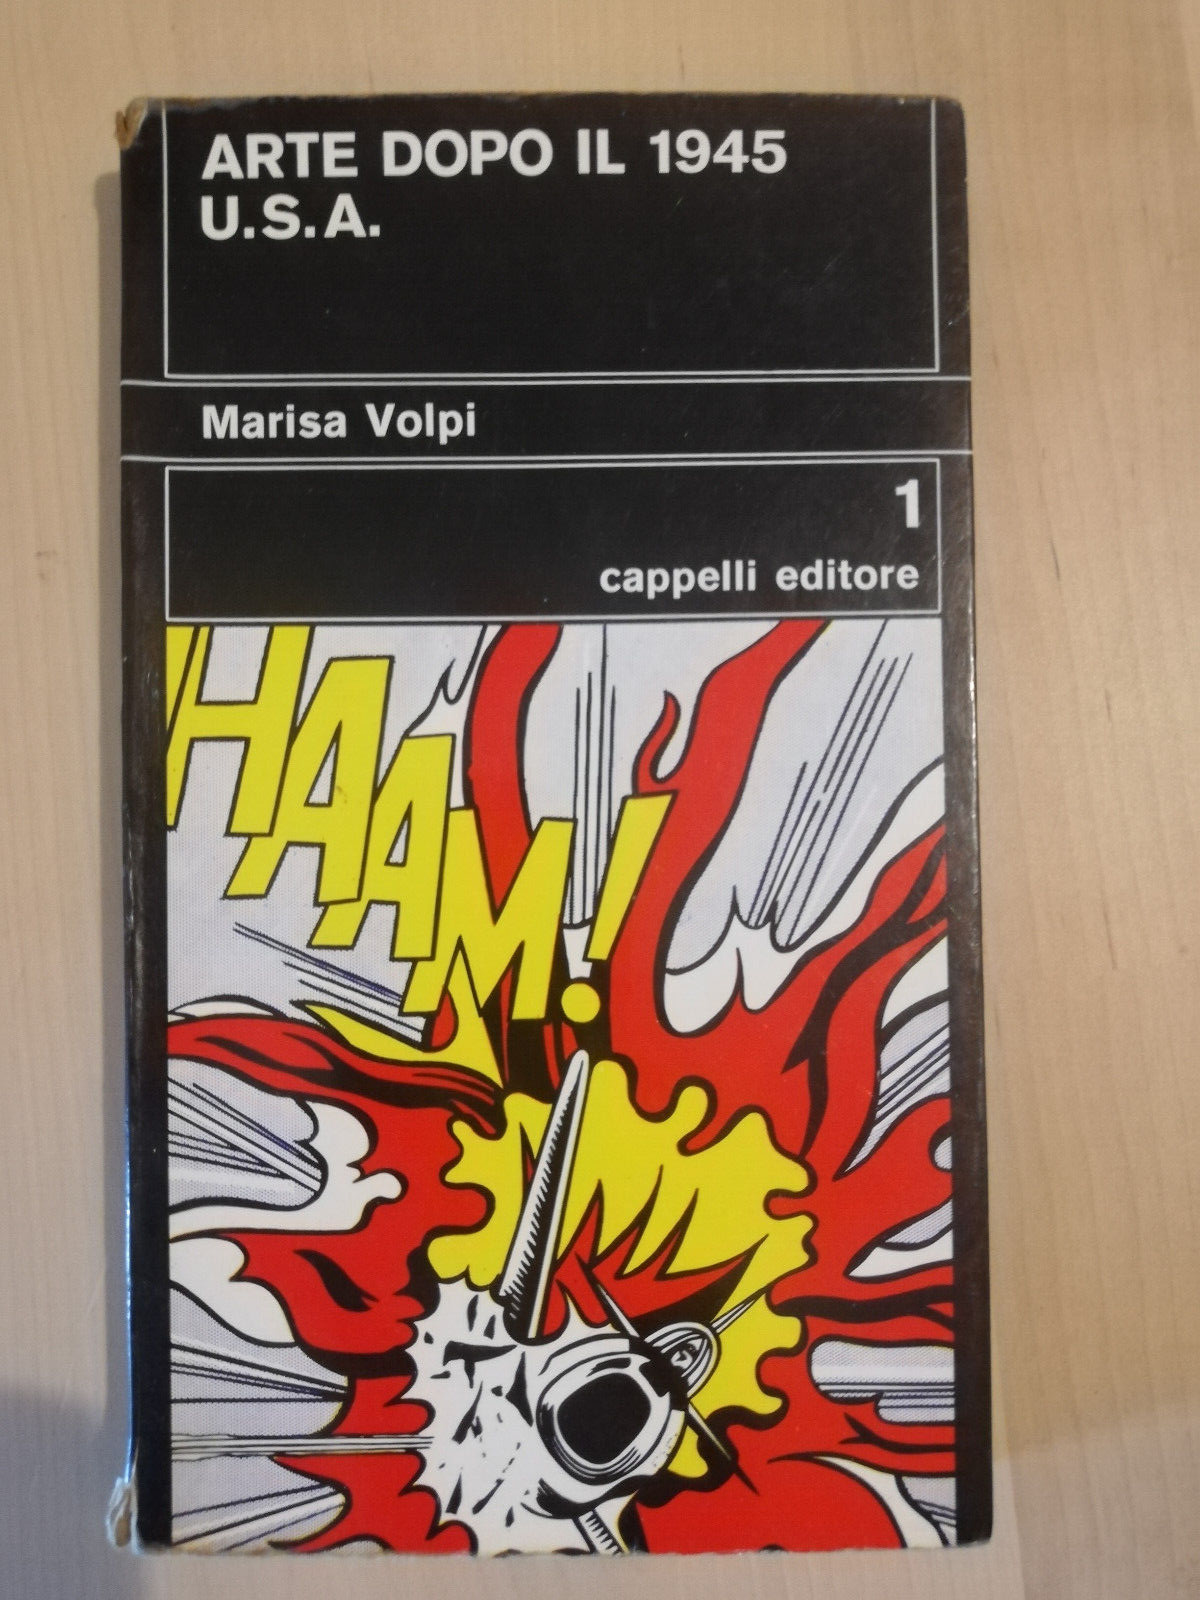 ARTE DOPO IL 1945
U.S.A.
Marisa Volpi
1
cappelli editore
HAAM!